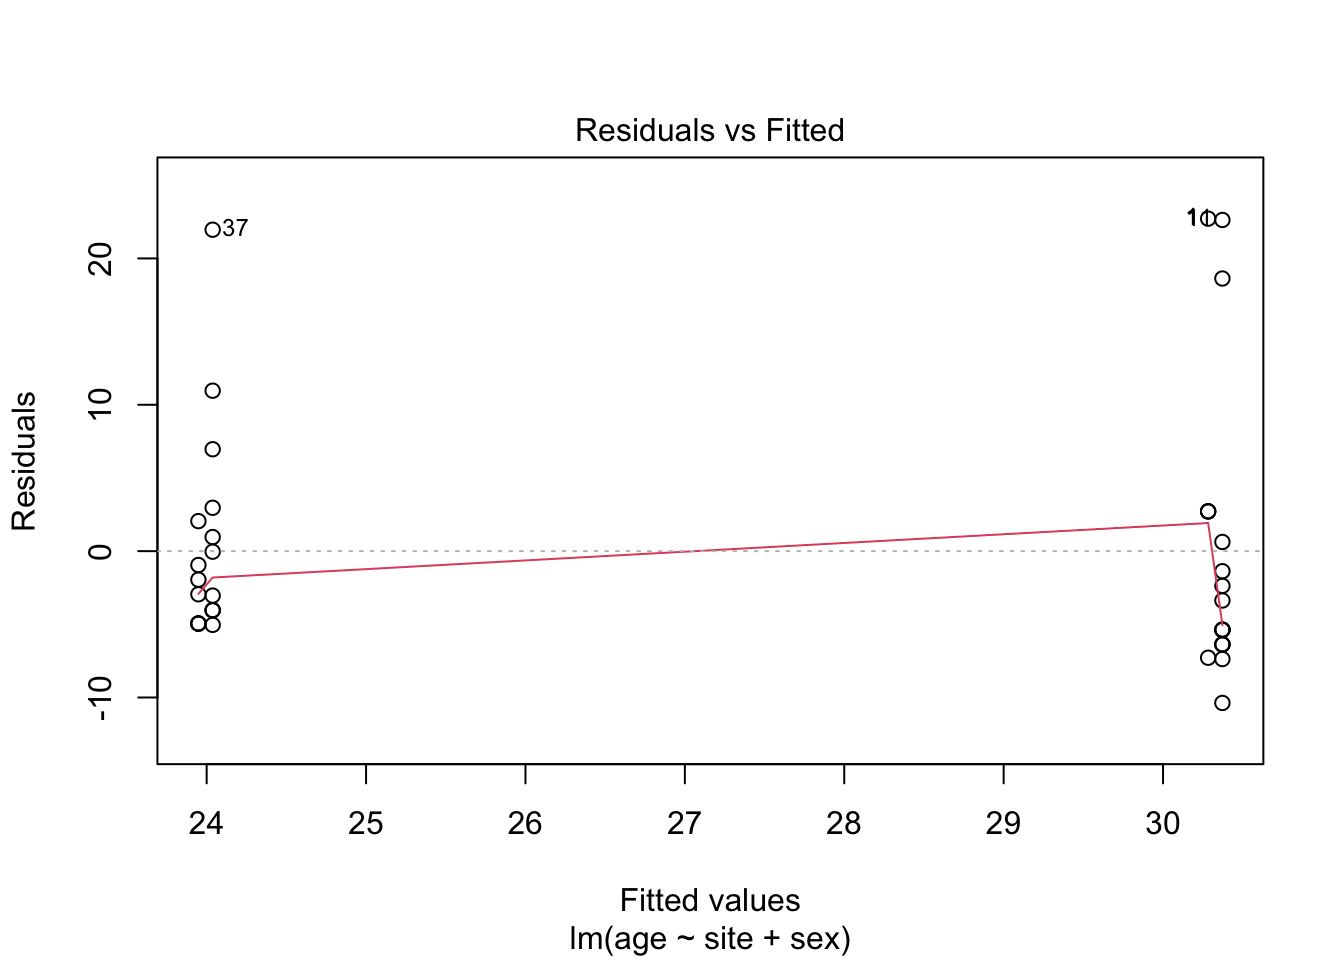 Residuals vs Fitted
Residuals
20
10
0
-10
37
24 25 26 27 28 29 30
Fitted values
lm(age ~ site + sex)